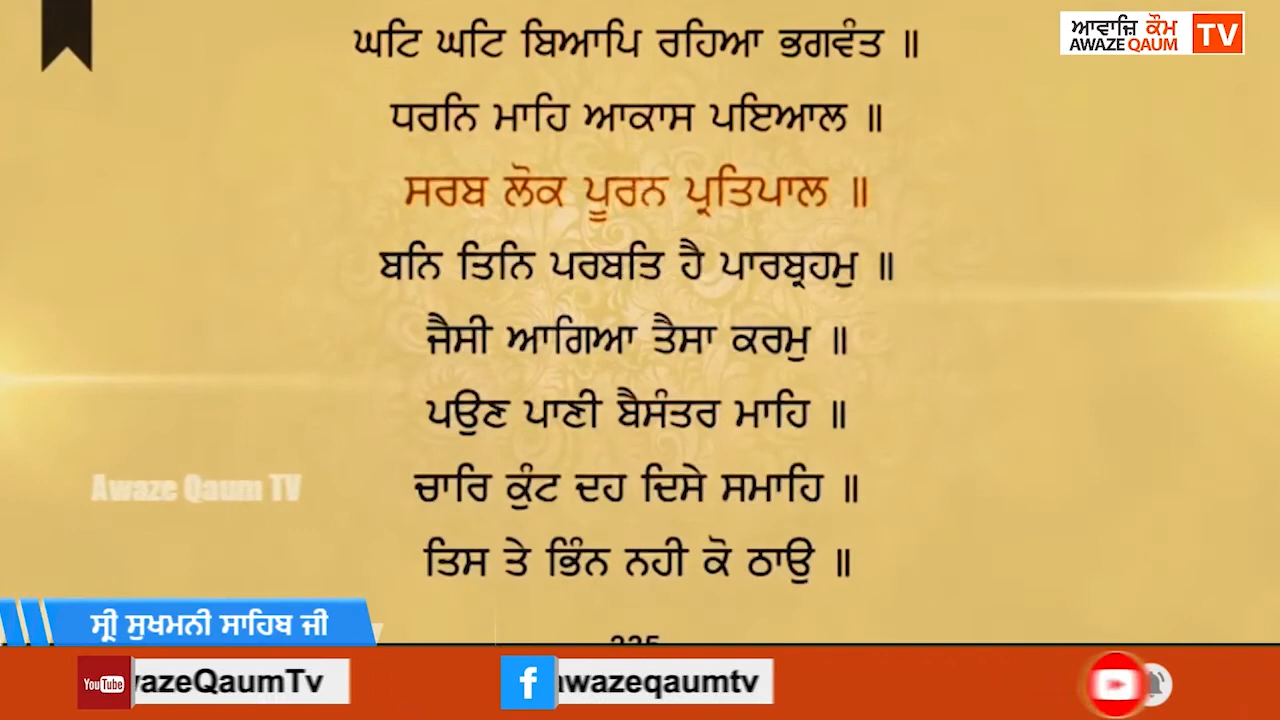 ਆਵਾਜ਼ਿ ਕੌਮ
AWAZE QAUM
TV
ਘਟਿ ਘਟਿ ਬਿਆਪਿ ਰਹਿਆ ਭਗਵੰਤ ॥
ਧਰਨਿ ਮਾਹਿ ਆਕਾਸ ਪਇਆਲ ॥
ਸਰਬ ਲੋਕ ਪੂਰਨ ਪ੍ਰਤਿਪਾਲ ॥
ਬਨਿ ਤਿਨਿ ਪਰਬਤਿ ਹੈ ਪਾਰਬ੍ਰਹਮੁ ॥
ਜੈਸੀ ਆਗਿਆ ਤੈਸਾ ਕਰਮੁ ॥
ਪਉਣ ਪਾਣੀ ਬੈਸੰਤਰ ਮਾਹਿ ॥
ਚਾਰਿ ਕੁੰਟ ਦਹ ਦਿਸੇ ਸਮਾਹਿ ॥
ਤਿਸ ਤੇ ਭਿੰਨ ਨਹੀ ਕੋ ਠਾਉ ॥
Awaze Qaum TV
ਸ੍ਰੀ ਸੁਖਮਨੀ ਸਾਹਿਬ ਜੀ
YouTube
azeQaumTv
awazeqaumtv